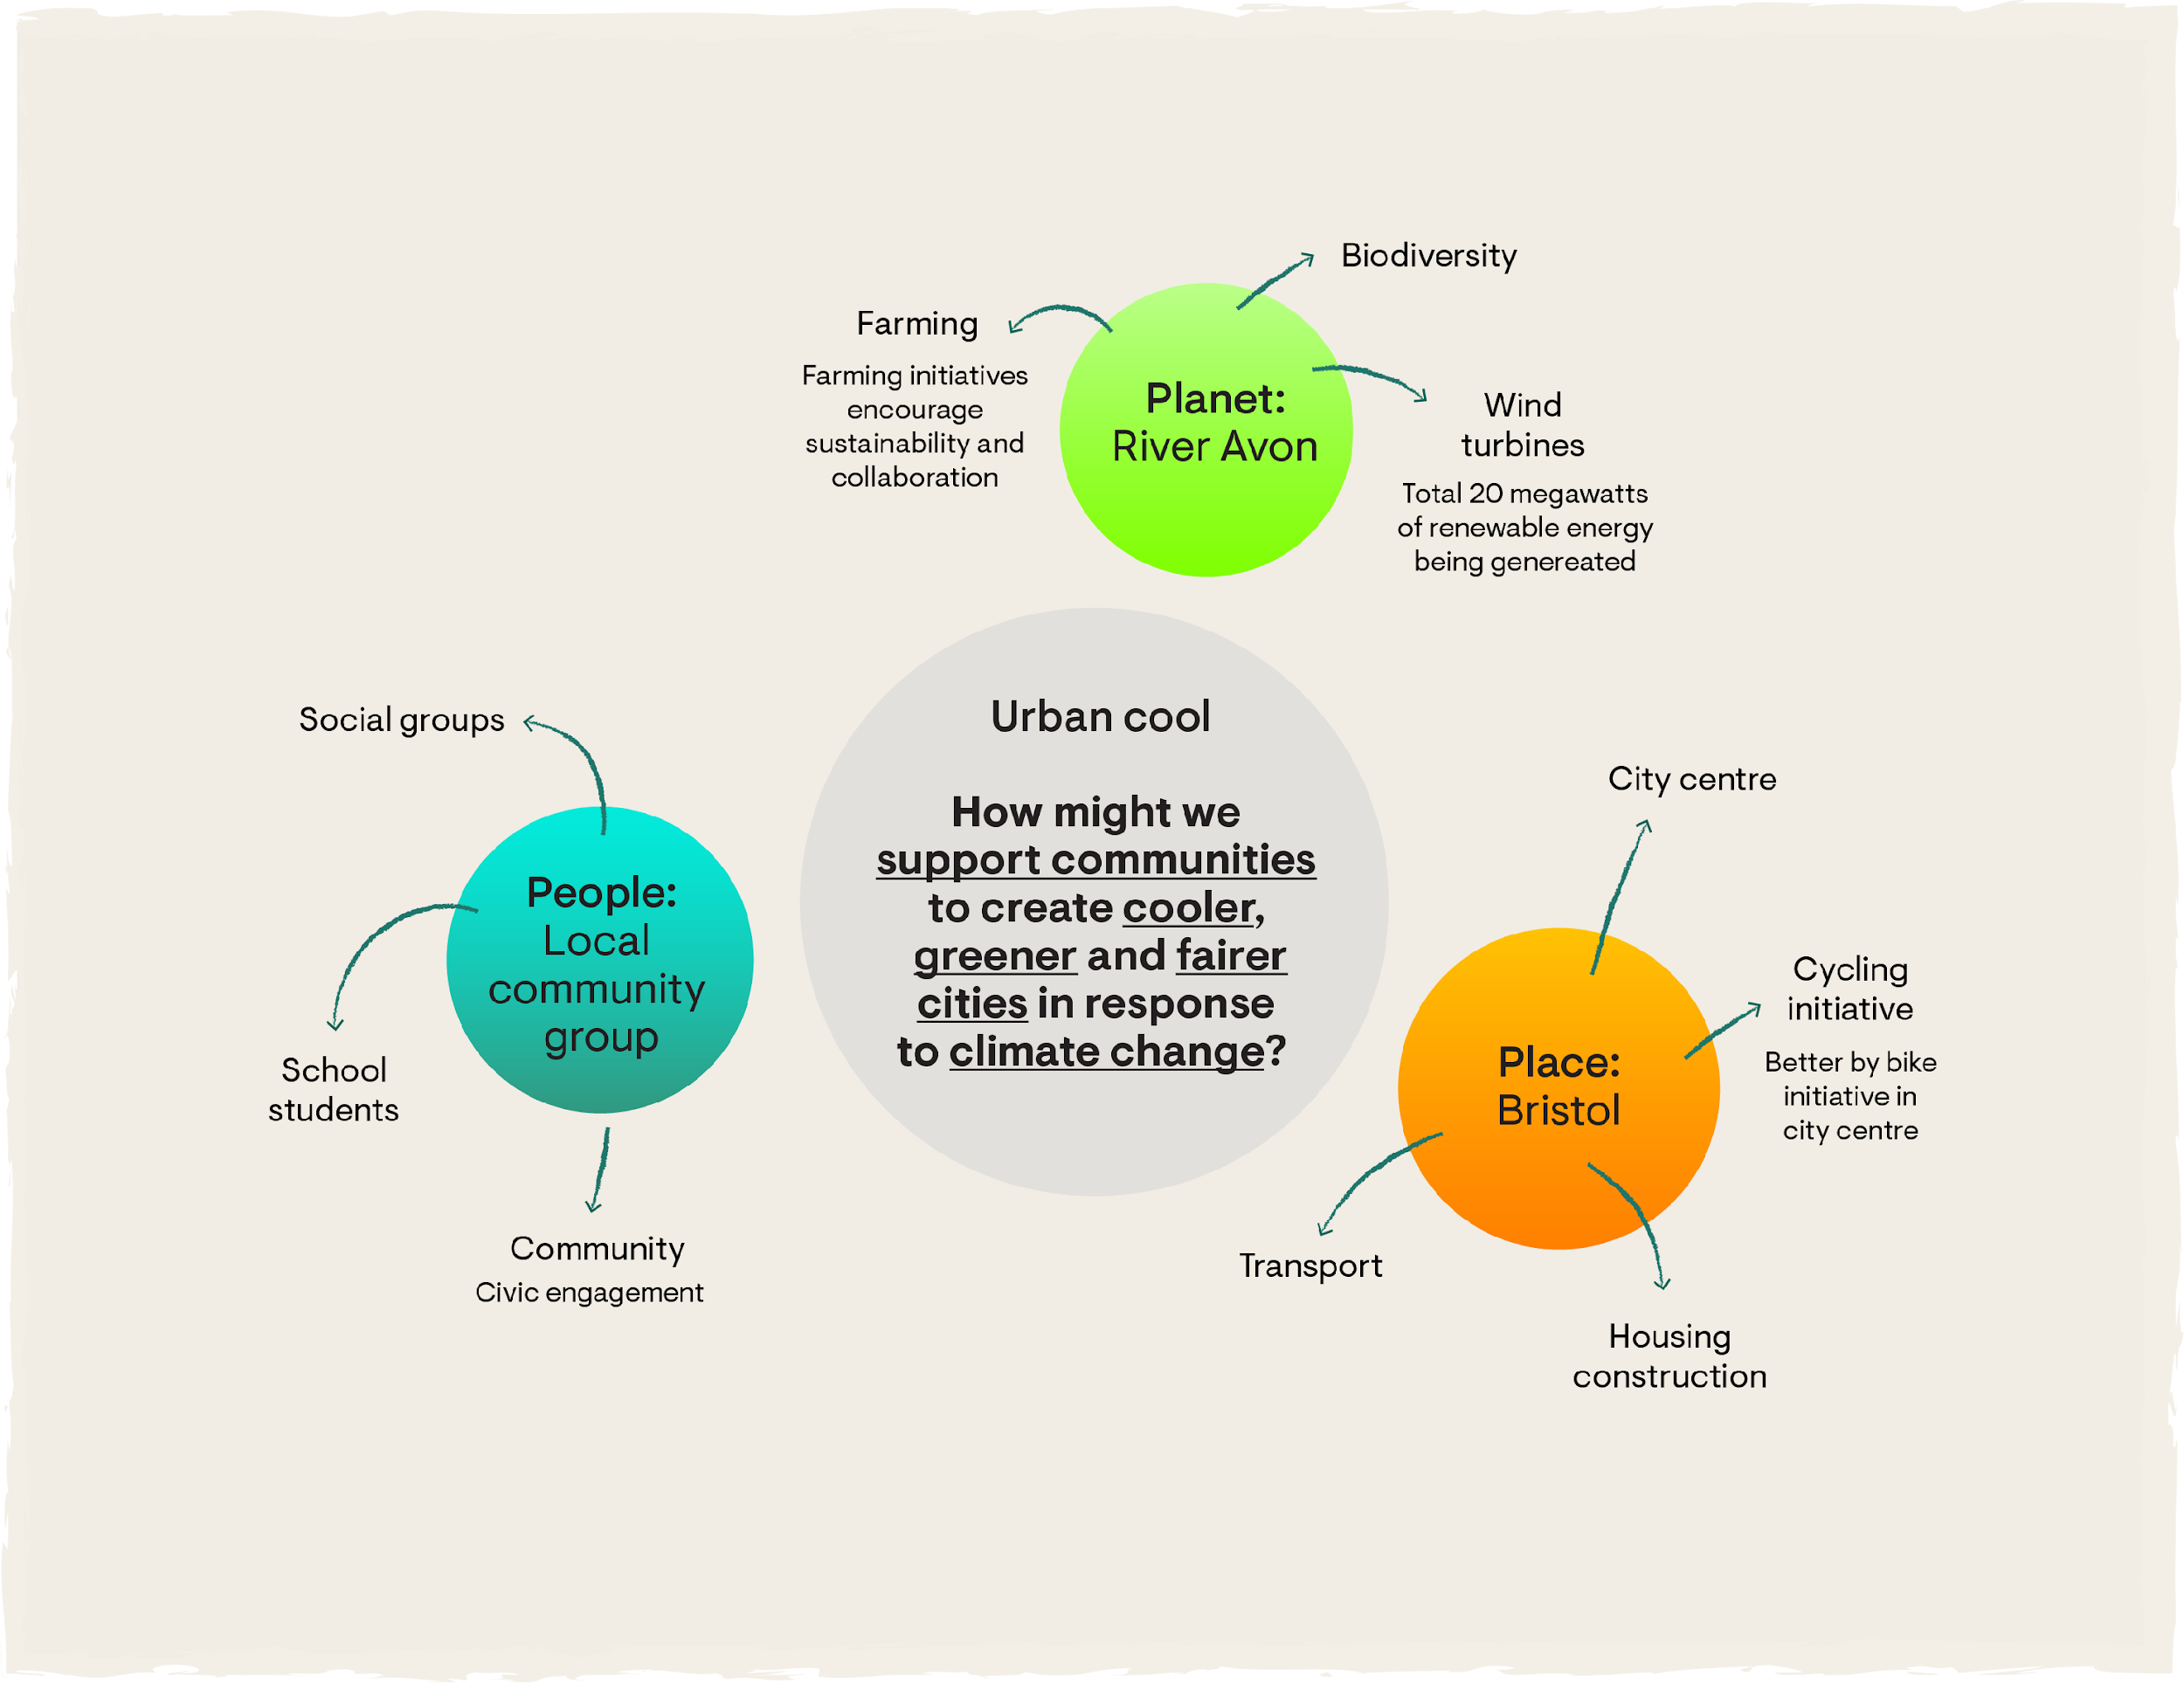 Biodiversity
Farming
Farming initiatives
encourage
sustainability and
collaboration
Planet:
River Avon
Wind
turbines
Total 20 megawatts
of renewable energy
being genereated
Urban cool
How might we
support communities
to create cooler,
greener and fairer
cities in response
to climate change?
Social groups
People:
Local
community
group
School
students
Community
Civic engagement
City centre
Cycling
initiative
Better by bike
initiative in
city centre
Place:
Bristol
Transport
Housing
construction